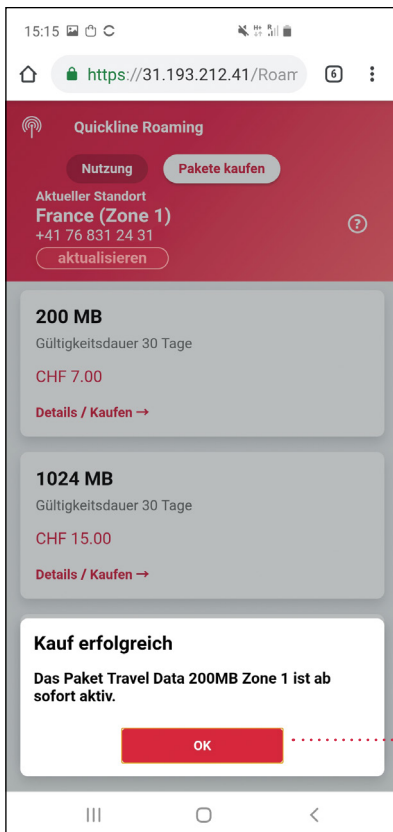 15:15
https://31.193.212.41/Roam
6
Quickline Roaming
Nutzung
Pakete kaufen
Aktueller Standort
France (Zone 1)
+41 76 831 24 31
aktualisieren
200 MB
Gültigkeitsdauer 30 Tage
CHF 7.00
Details / Kaufen →
1024 MB
Gültigkeitsdauer 30 Tage
CHF 15.00
Details / Kaufen →
Kauf erfolgreich
Das Paket Travel Data 200MB Zone 1 ist ab
sofort aktiv.
OK